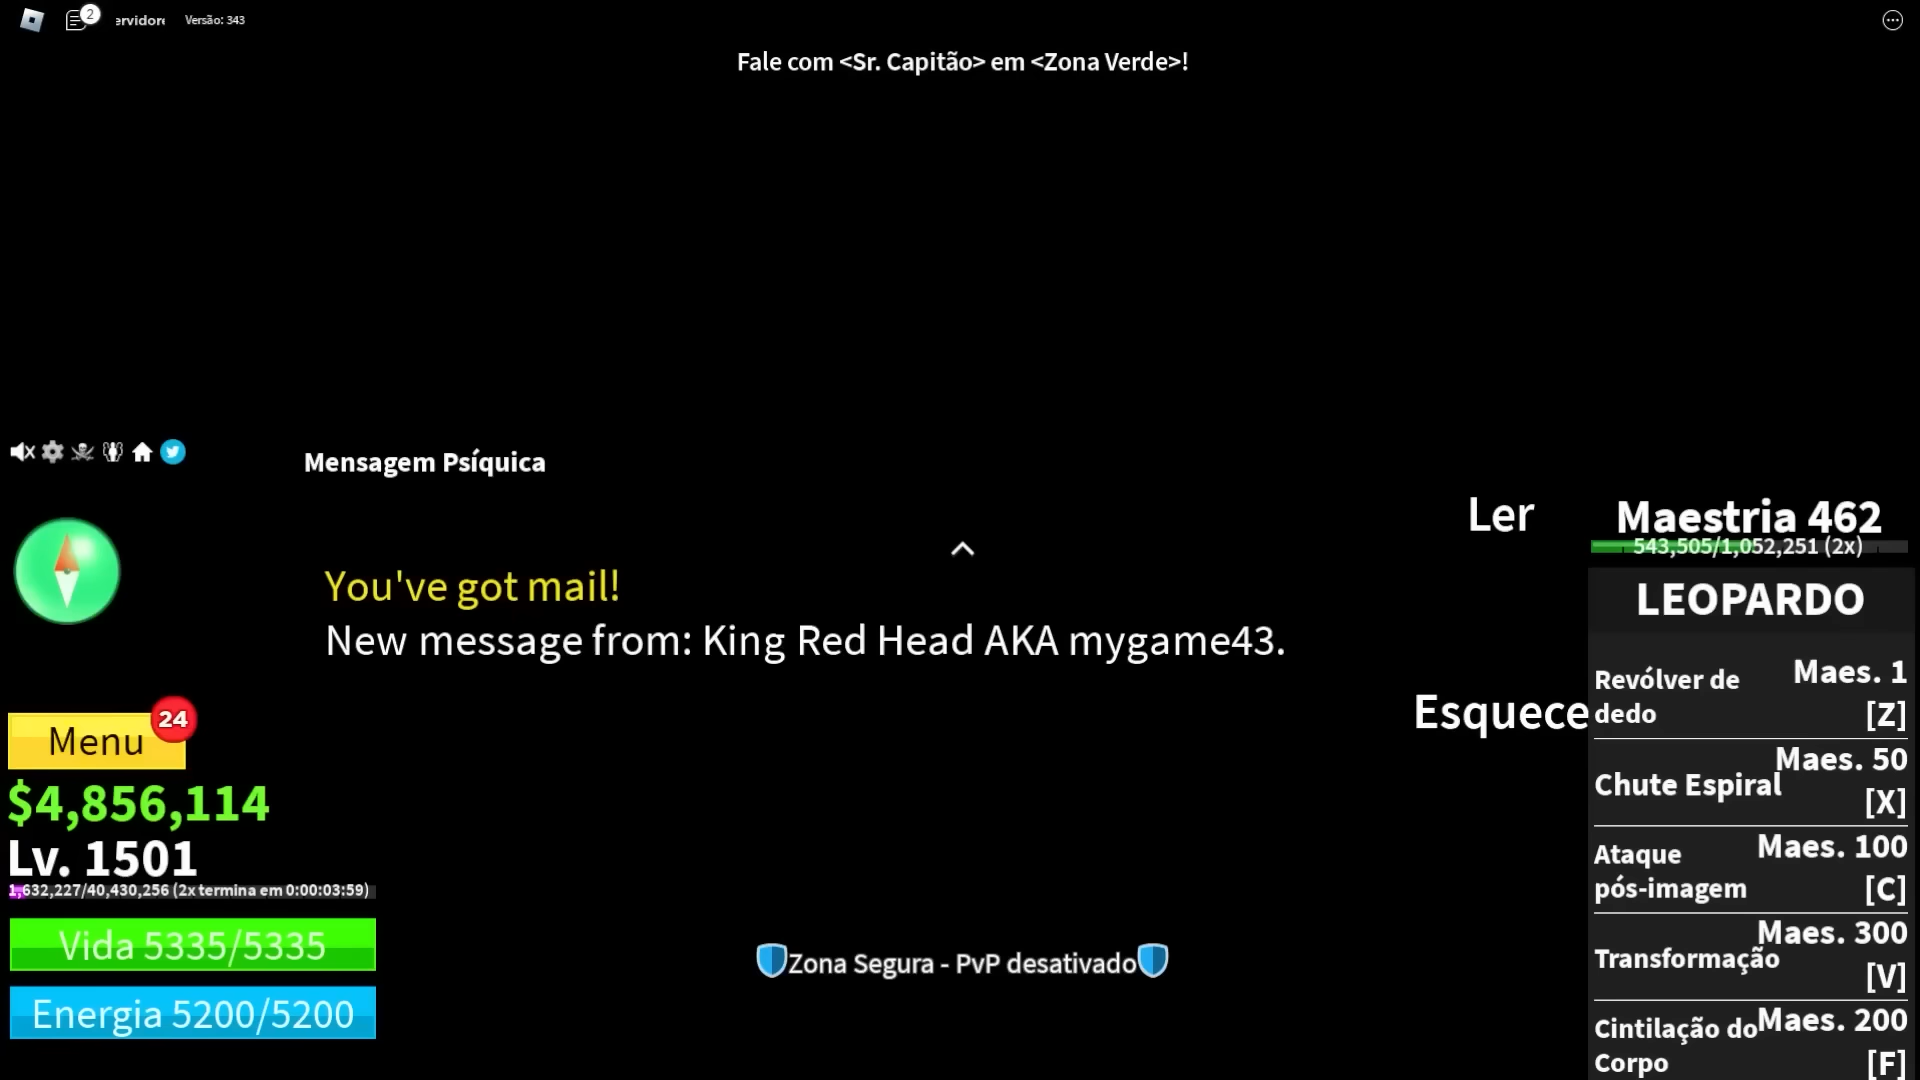 2
ervidore
Versão: 343
Fale com <Sr. Capitão> em <Zona Verde>!
Mensagem Psíquica
You've got mail!
New message from: King Red Head AKA mygame43.
Ler
Esquece
Maestria 462
543,505/1,052,251 (2x)
LEOPARDO
Revólver de dedo
Maes. 1
[Z]
Chute Espiral
Maes. 50
[X]
Ataque pós-imagem
Maes. 100
[C]
Transformação
Maes. 300
[V]
Cintilação do Corpo
Maes. 200
[F]
Menu
24
$4,856,114
Lv. 1501
1,632,227/40,430,256 (2x termina em 0:00:03:59)
Vida 5335/5335
Energia 5200/5200
Zona Segura - PvP desativado